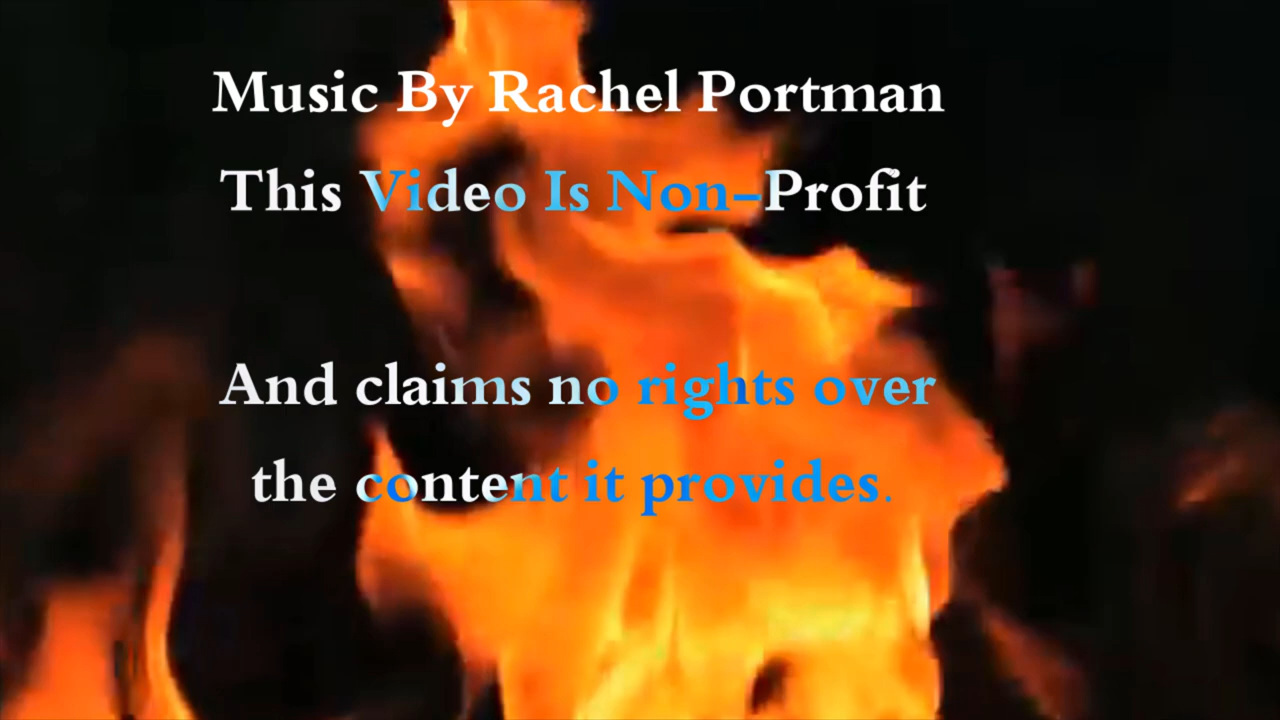 Music By Rachel Portman
This Video Is Non-Profit
And claims no rights over
the content it provides.